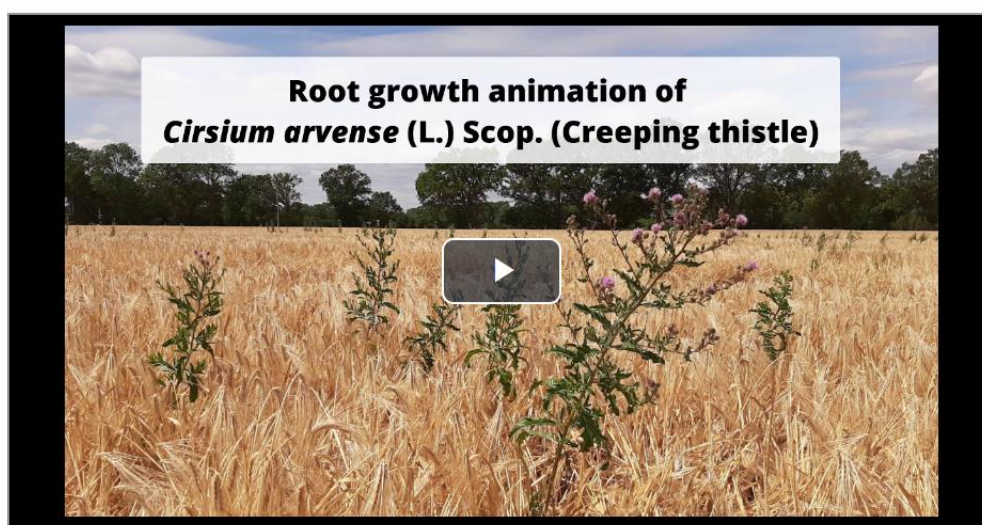 Root growth animation of
Cirsium arvense (L.) Scop. (Creeping thistle)